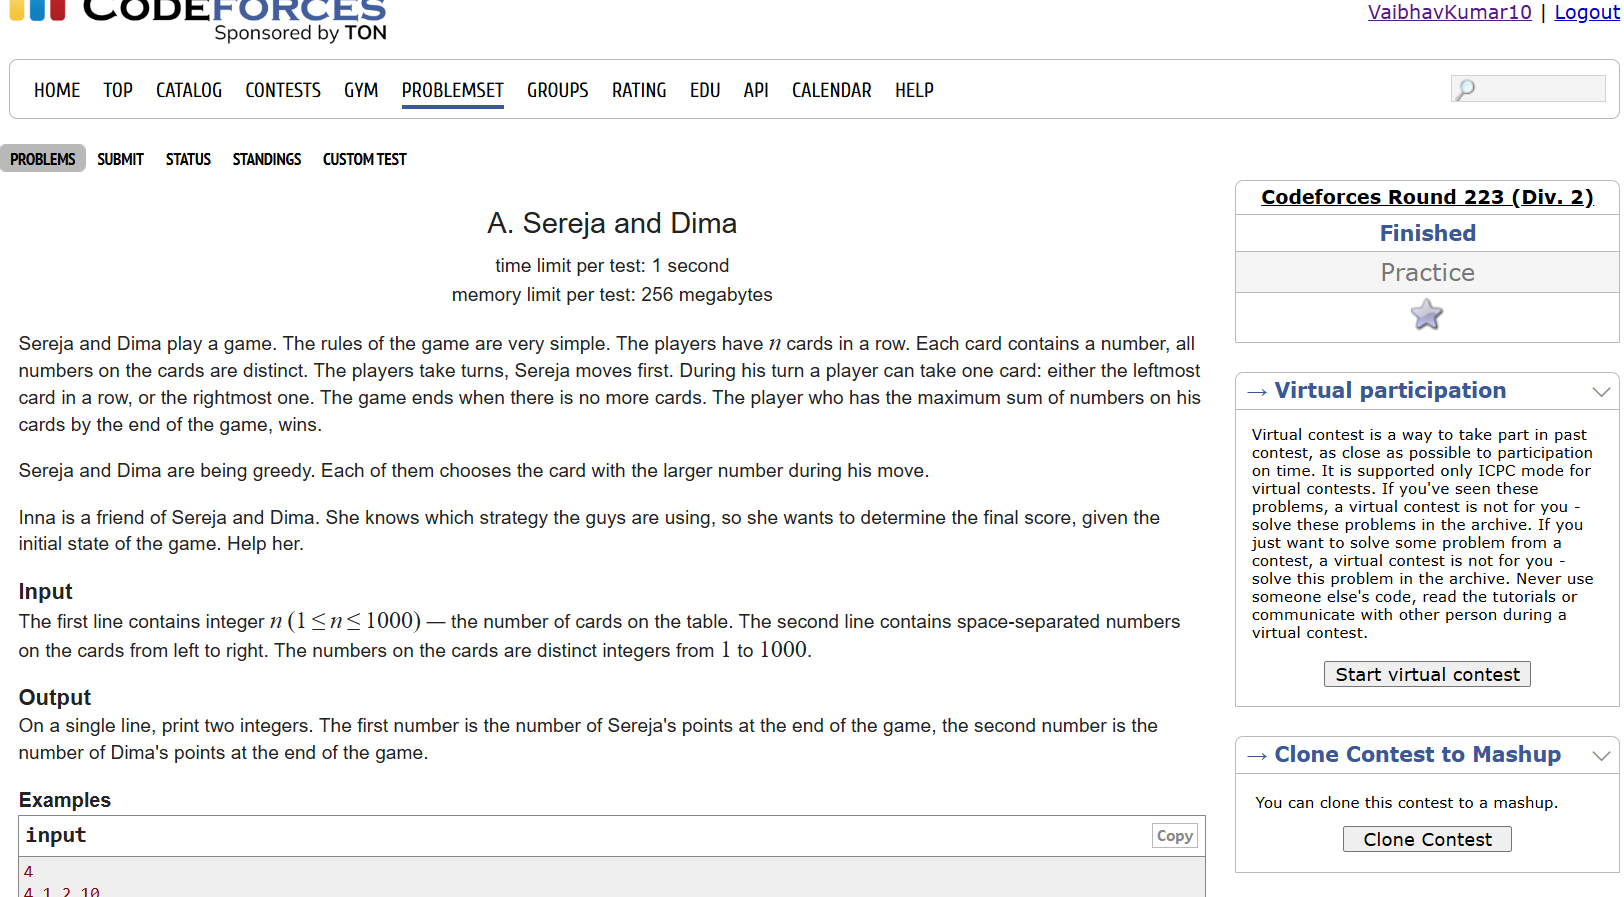 CODEFORCES
Sponsored by TON
VaibhavKumar10 | Logout
HOME TOP CATALOG CONTESTS GYM PROBLEMSET GROUPS RATING EDU API CALENDAR HELP
PROBLEMS SUBMIT STATUS STANDINGS CUSTOM TEST
A. Sereja and Dima
time limit per test: 1 second
memory limit per test: 256 megabytes
Sereja and Dima play a game. The rules of the game are very simple. The players have n cards in a row. Each card contains a number, all
numbers on the cards are distinct. The players take turns, Sereja moves first. During his turn a player can take one card: either the leftmost
card in a row, or the rightmost one. The game ends when there is no more cards. The player who has the maximum sum of numbers on his
cards by the end of the game, wins.
Sereja and Dima are being greedy. Each of them chooses the card with the larger number during his move.
Inna is a friend of Sereja and Dima. She knows which strategy the guys are using, so she wants to determine the final score, given the
initial state of the game. Help her.
Input
The first line contains integer n (1 ≤ n ≤ 1000) — the number of cards on the table. The second line contains space-separated numbers
on the cards from left to right. The numbers on the cards are distinct integers from 1 to 1000.
Output
On a single line, print two integers. The first number is the number of Sereja's points at the end of the game, the second number is the
number of Dima's points at the end of the game.
Examples
input
Copy
4
4 1 2 10
Codeforces Round 223 (Div. 2)
Finished
Practice
→ Virtual participation
Virtual contest is a way to take part in past
contest, as close as possible to participation
on time. It is supported only ICPC mode for
virtual contests. If you've seen these
problems, a virtual contest is not for you -
solve these problems in the archive. If you
just want to solve some problem from a
contest, a virtual contest is not for you -
solve this problem in the archive. Never use
someone else's code, read the tutorials or
communicate with other person during a
virtual contest.
Start virtual contest
→ Clone Contest to Mashup
You can clone this contest to a mashup.
Clone Contest